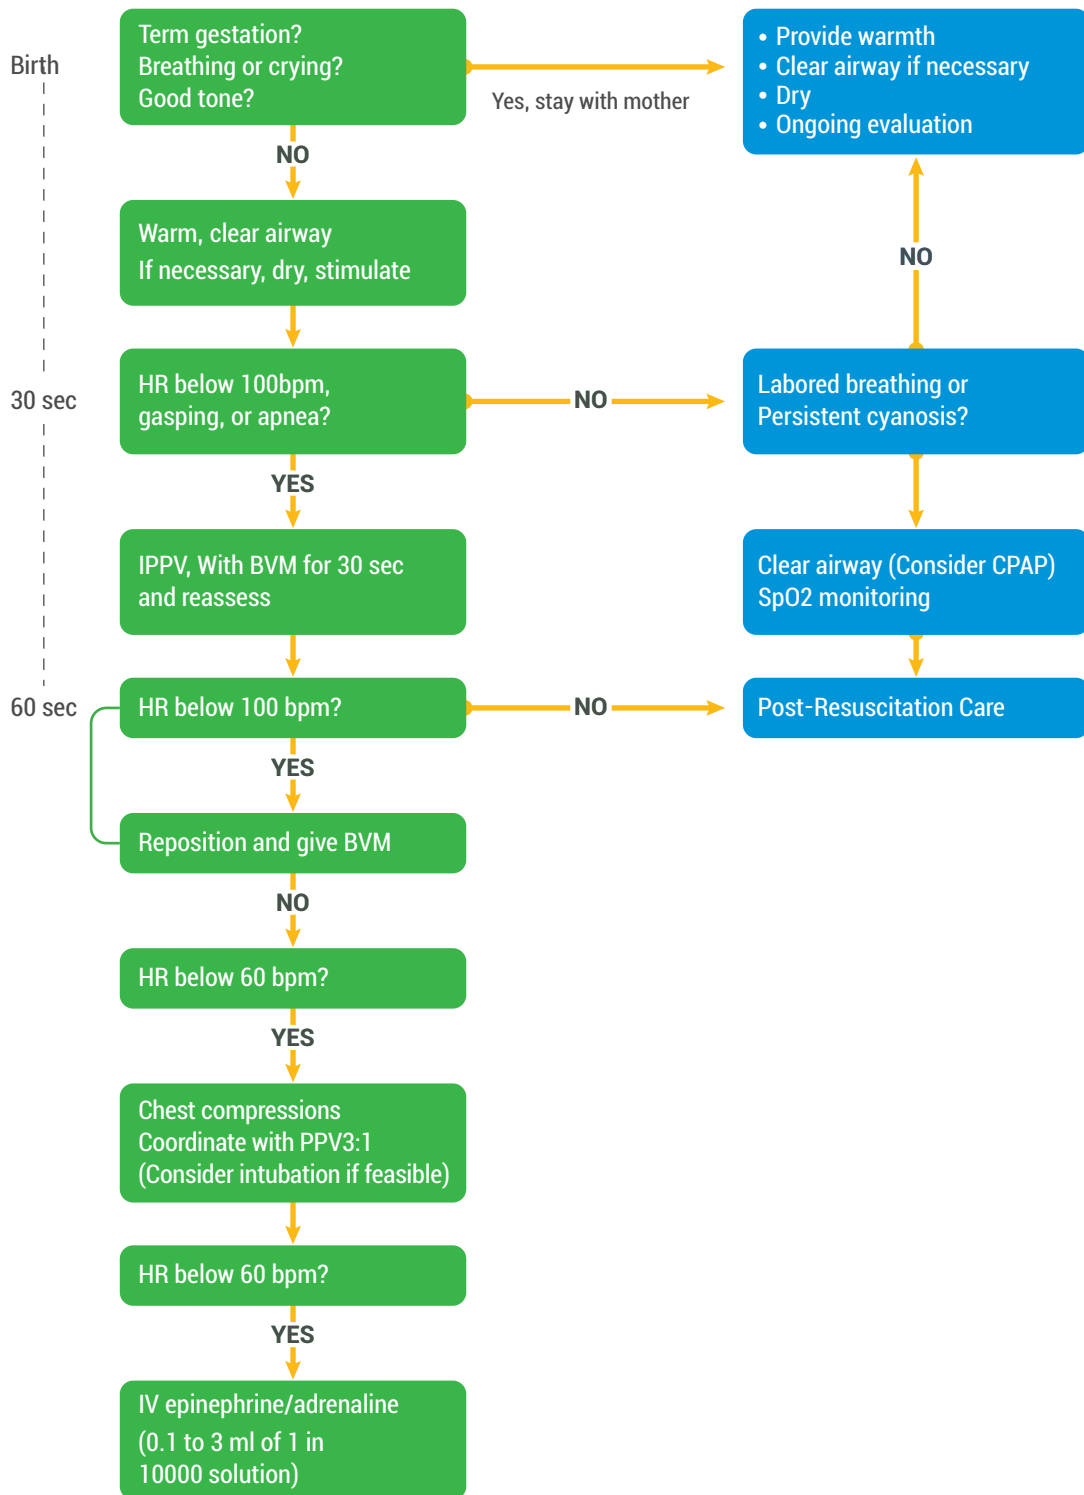 Birth
Term gestation?
Breathing or crying?
Good tone?
Yes, stay with mother
• Provide warmth
• Clear airway if necessary
• Dry
• Ongoing evaluation
NO
Warm, clear airway
If necessary, dry, stimulate
NO
30 sec
HR below 100bpm,
gasping, or apnea?
NO
Labored breathing or
Persistent cyanosis?
YES
IPPV, With BVM for 30 sec
and reassess
Clear airway (Consider CPAP)
SpO2 monitoring
60 sec
HR below 100 bpm?
NO
Post-Resuscitation Care
YES
Reposition and give BVM
NO
HR below 60 bpm?
YES
Chest compressions
Coordinate with PPV3:1
(Consider intubation if feasible)
HR below 60 bpm?
YES
IV epinephrine/adrenaline
(0.1 to 3 ml of 1 in
10000 solution)